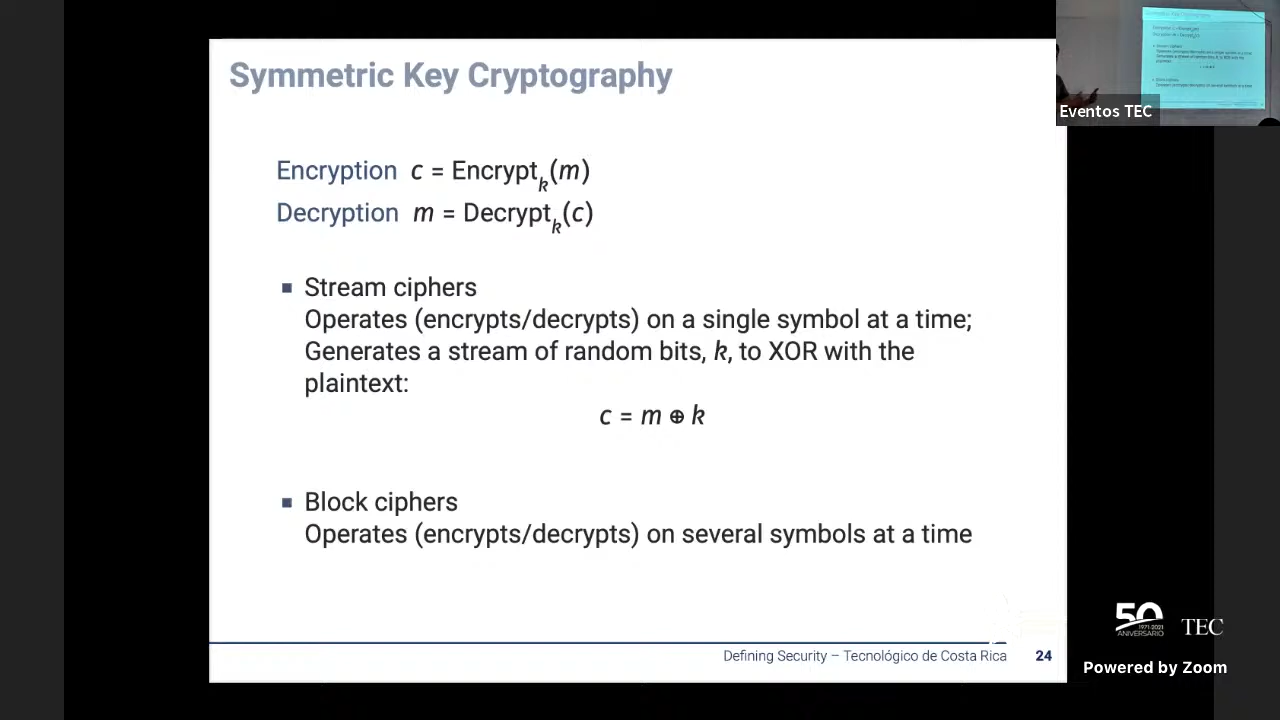 Symmetric Key Cryptography
Encryption c = Encryptₖ(m)
Decryption m = Decryptₖ(c)
▪ Stream ciphers
Operates (encrypts/decrypts) on a single symbol at a time;
Generates a stream of random bits, k, to XOR with the
plaintext:
c = m ⊕ k
▪ Block ciphers
Operates (encrypts/decrypts) on several symbols at a time
Defining Security – Tecnológico de Costa Rica 24
Eventos TEC
50
1971-2021
ANIVERSARIO
TEC
Powered by Zoom